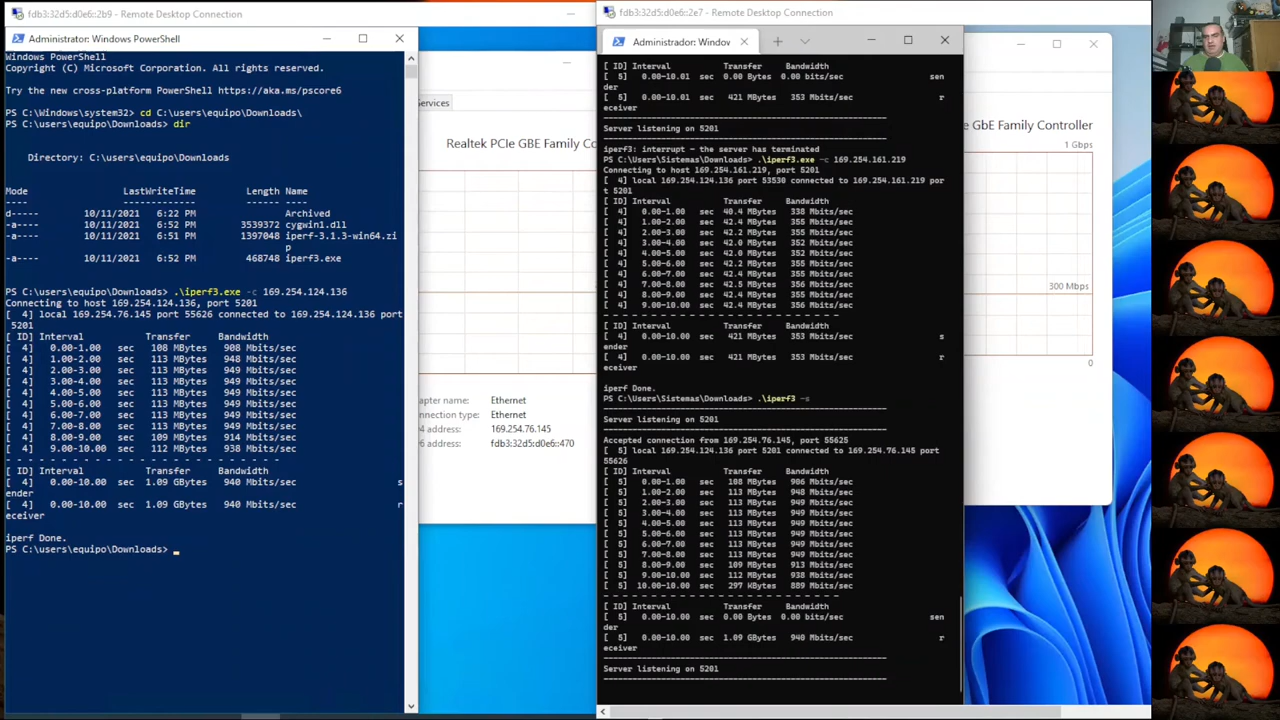 fdb3:32d5:d0e6::2b9 - Remote Desktop Connection
Administrator: Windows PowerShell
Windows PowerShell
Copyright (C) Microsoft Corporation. All rights reserved.
Try the new cross-platform PowerShell https://aka.ms/pscore6
PS C:\Windows\system32> cd C:\users\equipo\Downloads\
PS C:\users\equipo\Downloads> dir
Directory: C:\users\equipo\Downloads
Mode LastWriteTime Length Name
---- ------------- ------ ----
d----- 10/11/2021 6:22 PM Archived
-a---- 10/11/2021 6:52 PM 3539372 cygwin1.dll
-a---- 10/11/2021 6:51 PM 1397048 iperf-3.1.3-win64.zi
p
-a---- 10/11/2021 6:52 PM 468748 iperf3.exe
PS C:\users\equipo\Downloads> .\iperf3.exe -c 169.254.124.136
Connecting to host 169.254.124.136, port 5201
[ 4] local 169.254.76.145 port 55626 connected to 169.254.124.136 port
5201
[ ID] Interval Transfer Bandwidth
[ 4] 0.00-1.00 sec 108 MBytes 908 Mbits/sec
[ 4] 1.00-2.00 sec 113 MBytes 948 Mbits/sec
[ 4] 2.00-3.00 sec 113 MBytes 949 Mbits/sec
[ 4] 3.00-4.00 sec 113 MBytes 949 Mbits/sec
[ 4] 4.00-5.00 sec 113 MBytes 949 Mbits/sec
[ 4] 5.00-6.00 sec 113 MBytes 949 Mbits/sec
[ 4] 6.00-7.00 sec 113 MBytes 949 Mbits/sec
[ 4] 7.00-8.00 sec 113 MBytes 949 Mbits/sec
[ 4] 8.00-9.00 sec 109 MBytes 914 Mbits/sec
[ 4] 9.00-10.00 sec 112 MBytes 938 Mbits/sec
- - - - - - - - - - - - - - - - - - - - - - - - -
[ ID] Interval Transfer Bandwidth
[ 4] 0.00-10.00 sec 1.09 GBytes 940 Mbits/sec s
ender
[ 4] 0.00-10.00 sec 1.09 GBytes 940 Mbits/sec r
eceiver
iperf Done.
PS C:\users\equipo\Downloads>
ervices
Realtek PCIe GBE Family Co
apter name: Ethernet
onnection type: Ethernet
4 address: 169.254.76.145
6 address: fdb3:32d5:d0e6::470
fdb3:32d5:d0e6::2e7 - Remote Desktop Connection
Administrador: Window
[ ID] Interval Transfer Bandwidth
[ 5] 0.00-10.01 sec 0.00 Bytes 0.00 bits/sec sen
der
[ 5] 0.00-10.01 sec 421 MBytes 353 Mbits/sec r
eceiver
-----------------------------------------------------------
Server listening on 5201
-----------------------------------------------------------
iperf3: interrupt - the server has terminated
PS C:\Users\Sistemas\Downloads> .\iperf3.exe -c 169.254.161.219
Connecting to host 169.254.161.219, port 5201
[ 4] local 169.254.124.136 port 53530 connected to 169.254.161.219 por
t 5201
[ ID] Interval Transfer Bandwidth
[ 4] 0.00-1.00 sec 40.4 MBytes 338 Mbits/sec
[ 4] 1.00-2.00 sec 42.4 MBytes 355 Mbits/sec
[ 4] 2.00-3.00 sec 42.2 MBytes 355 Mbits/sec
[ 4] 3.00-4.00 sec 42.0 MBytes 352 Mbits/sec
[ 4] 4.00-5.00 sec 42.0 MBytes 352 Mbits/sec
[ 4] 5.00-6.00 sec 42.2 MBytes 355 Mbits/sec
[ 4] 6.00-7.00 sec 42.4 MBytes 355 Mbits/sec
[ 4] 7.00-8.00 sec 42.5 MBytes 356 Mbits/sec
[ 4] 8.00-9.00 sec 42.4 MBytes 355 Mbits/sec
[ 4] 9.00-10.00 sec 42.4 MBytes 356 Mbits/sec
- - - - - - - - - - - - - - - - - - - - - - - - -
[ ID] Interval Transfer Bandwidth
[ 4] 0.00-10.00 sec 421 MBytes 353 Mbits/sec s
ender
[ 4] 0.00-10.00 sec 421 MBytes 353 Mbits/sec r
eceiver
iperf Done.
PS C:\Users\Sistemas\Downloads> .\iperf3 -s
-----------------------------------------------------------
Server listening on 5201
-----------------------------------------------------------
Accepted connection from 169.254.76.145, port 55625
[ 5] local 169.254.124.136 port 5201 connected to 169.254.76.145 port
55626
[ ID] Interval Transfer Bandwidth
[ 5] 0.00-1.00 sec 108 MBytes 906 Mbits/sec
[ 5] 1.00-2.00 sec 113 MBytes 948 Mbits/sec
[ 5] 2.00-3.00 sec 113 MBytes 949 Mbits/sec
[ 5] 3.00-4.00 sec 113 MBytes 949 Mbits/sec
[ 5] 4.00-5.00 sec 113 MBytes 949 Mbits/sec
[ 5] 5.00-6.00 sec 113 MBytes 949 Mbits/sec
[ 5] 6.00-7.00 sec 113 MBytes 949 Mbits/sec
[ 5] 7.00-8.00 sec 113 MBytes 949 Mbits/sec
[ 5] 8.00-9.00 sec 109 MBytes 913 Mbits/sec
[ 5] 9.00-10.00 sec 112 MBytes 938 Mbits/sec
[ 5] 10.00-10.00 sec 297 KBytes 889 Mbits/sec
- - - - - - - - - - - - - - - - - - - - - - - - -
[ ID] Interval Transfer Bandwidth
[ 5] 0.00-10.00 sec 0.00 Bytes 0.00 bits/sec sen
der
[ 5] 0.00-10.00 sec 1.09 GBytes 940 Mbits/sec r
eceiver
-----------------------------------------------------------
Server listening on 5201
-----------------------------------------------------------
e GbE Family Controller
1 Gbps
300 Mbps
0